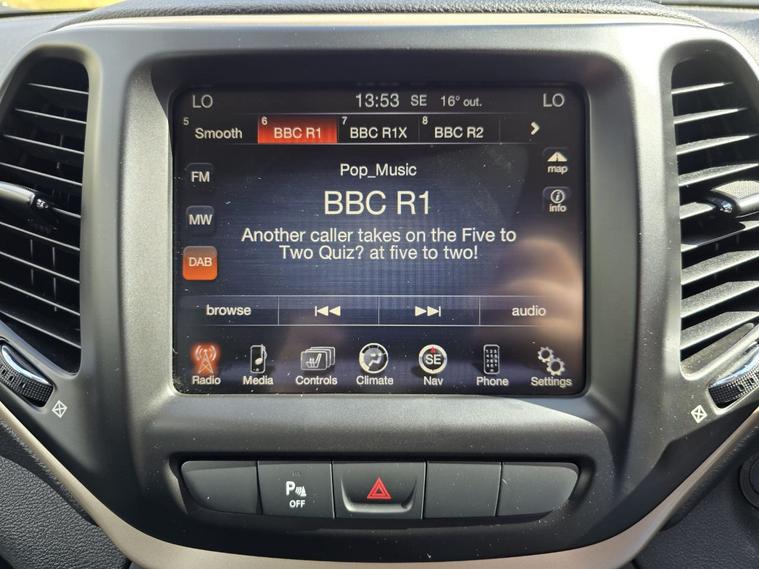 LO 13:53 SE 16° out. LO
5 Smooth 6 BBC R1 7 BBC R1X 8 BBC R2
Pop_Music
map
FM
BBC R1
info
MW
Another caller takes on the Five to
Two Quiz? at five to two!
DAB
browse audio
SE
Radio Media Controls Climate Nav Phone Settings
P
OFF